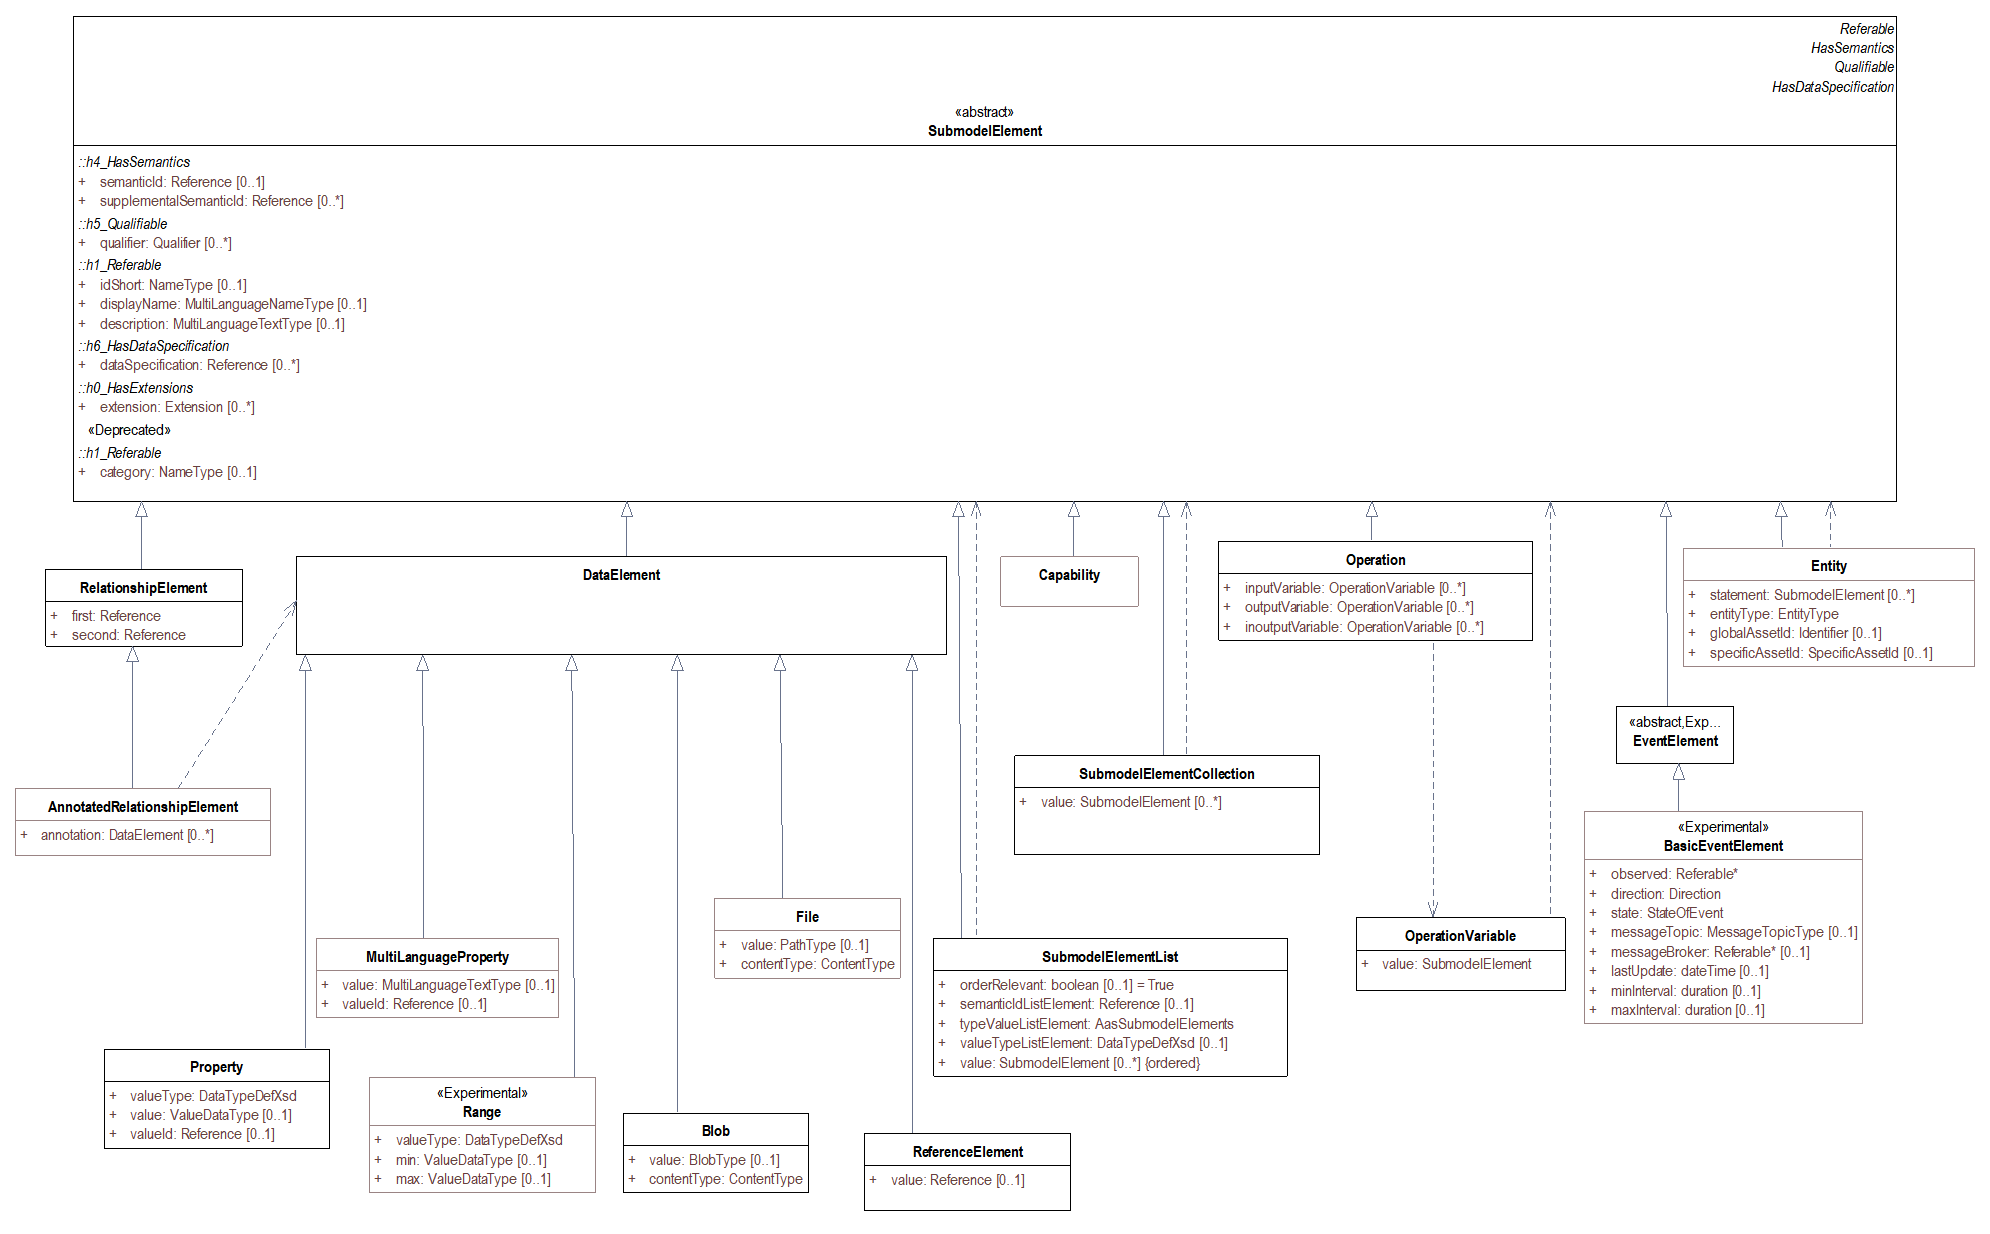 Referable
HasSemantics
Qualifiable
HasDataSpecification
«abstract»
SubmodelElement
::h4_HasSemantics
+ semanticId: Reference [0..1]
+ supplementalSemanticId: Reference [0..*]
::h5_Qualifiable
+ qualifier: Qualifier [0..*]
::h1_Referable
+ idShort: NameType [0..1]
+ displayName: MultiLanguageNameType [0..1]
+ description: MultiLanguageTextType [0..1]
::h6_HasDataSpecification
+ dataSpecification: Reference [0..*]
::h0_HasExtensions
+ extension: Extension [0..*]
«Deprecated»
::h1_Referable
+ category: NameType [0..1]
RelationshipElement
+ first: Reference
+ second: Reference
DataElement
Capability
Operation
+ inputVariable: OperationVariable [0..*]
+ outputVariable: OperationVariable [0..*]
+ inoutputVariable: OperationVariable [0..*]
Entity
+ statement: SubmodelElement [0..*]
+ entityType: EntityType
+ globalAssetId: Identifier [0..1]
+ specificAssetId: SpecificAssetId [0..1]
«abstract,Exp...
EventElement
AnnotatedRelationshipElement
+ annotation: DataElement [0..*]
SubmodelElementCollection
+ value: SubmodelElement [0..*]
«Experimental»
BasicEventElement
+ observed: Referable*
+ direction: Direction
+ state: StateOfEvent
+ messageTopic: MessageTopicType [0..1]
+ messageBroker: Referable* [0..1]
+ lastUpdate: dateTime [0..1]
+ minInterval: duration [0..1]
+ maxInterval: duration [0..1]
File
+ value: PathType [0..1]
+ contentType: ContentType
OperationVariable
+ value: SubmodelElement
MultiLanguageProperty
+ value: MultiLanguageTextType [0..1]
+ valueId: Reference [0..1]
SubmodelElementList
+ orderRelevant: boolean [0..1] = True
+ semanticIdListElement: Reference [0..1]
+ typeValueListElement: AasSubmodelElements
+ valueTypeListElement: DataTypeDefXsd [0..1]
+ value: SubmodelElement [0..*] {ordered}
Property
+ valueType: DataTypeDefXsd
+ value: ValueDataType [0..1]
+ valueId: Reference [0..1]
«Experimental»
Range
+ valueType: DataTypeDefXsd
+ min: ValueDataType [0..1]
+ max: ValueDataType [0..1]
Blob
+ value: BlobType [0..1]
+ contentType: ContentType
ReferenceElement
+ value: Reference [0..1]